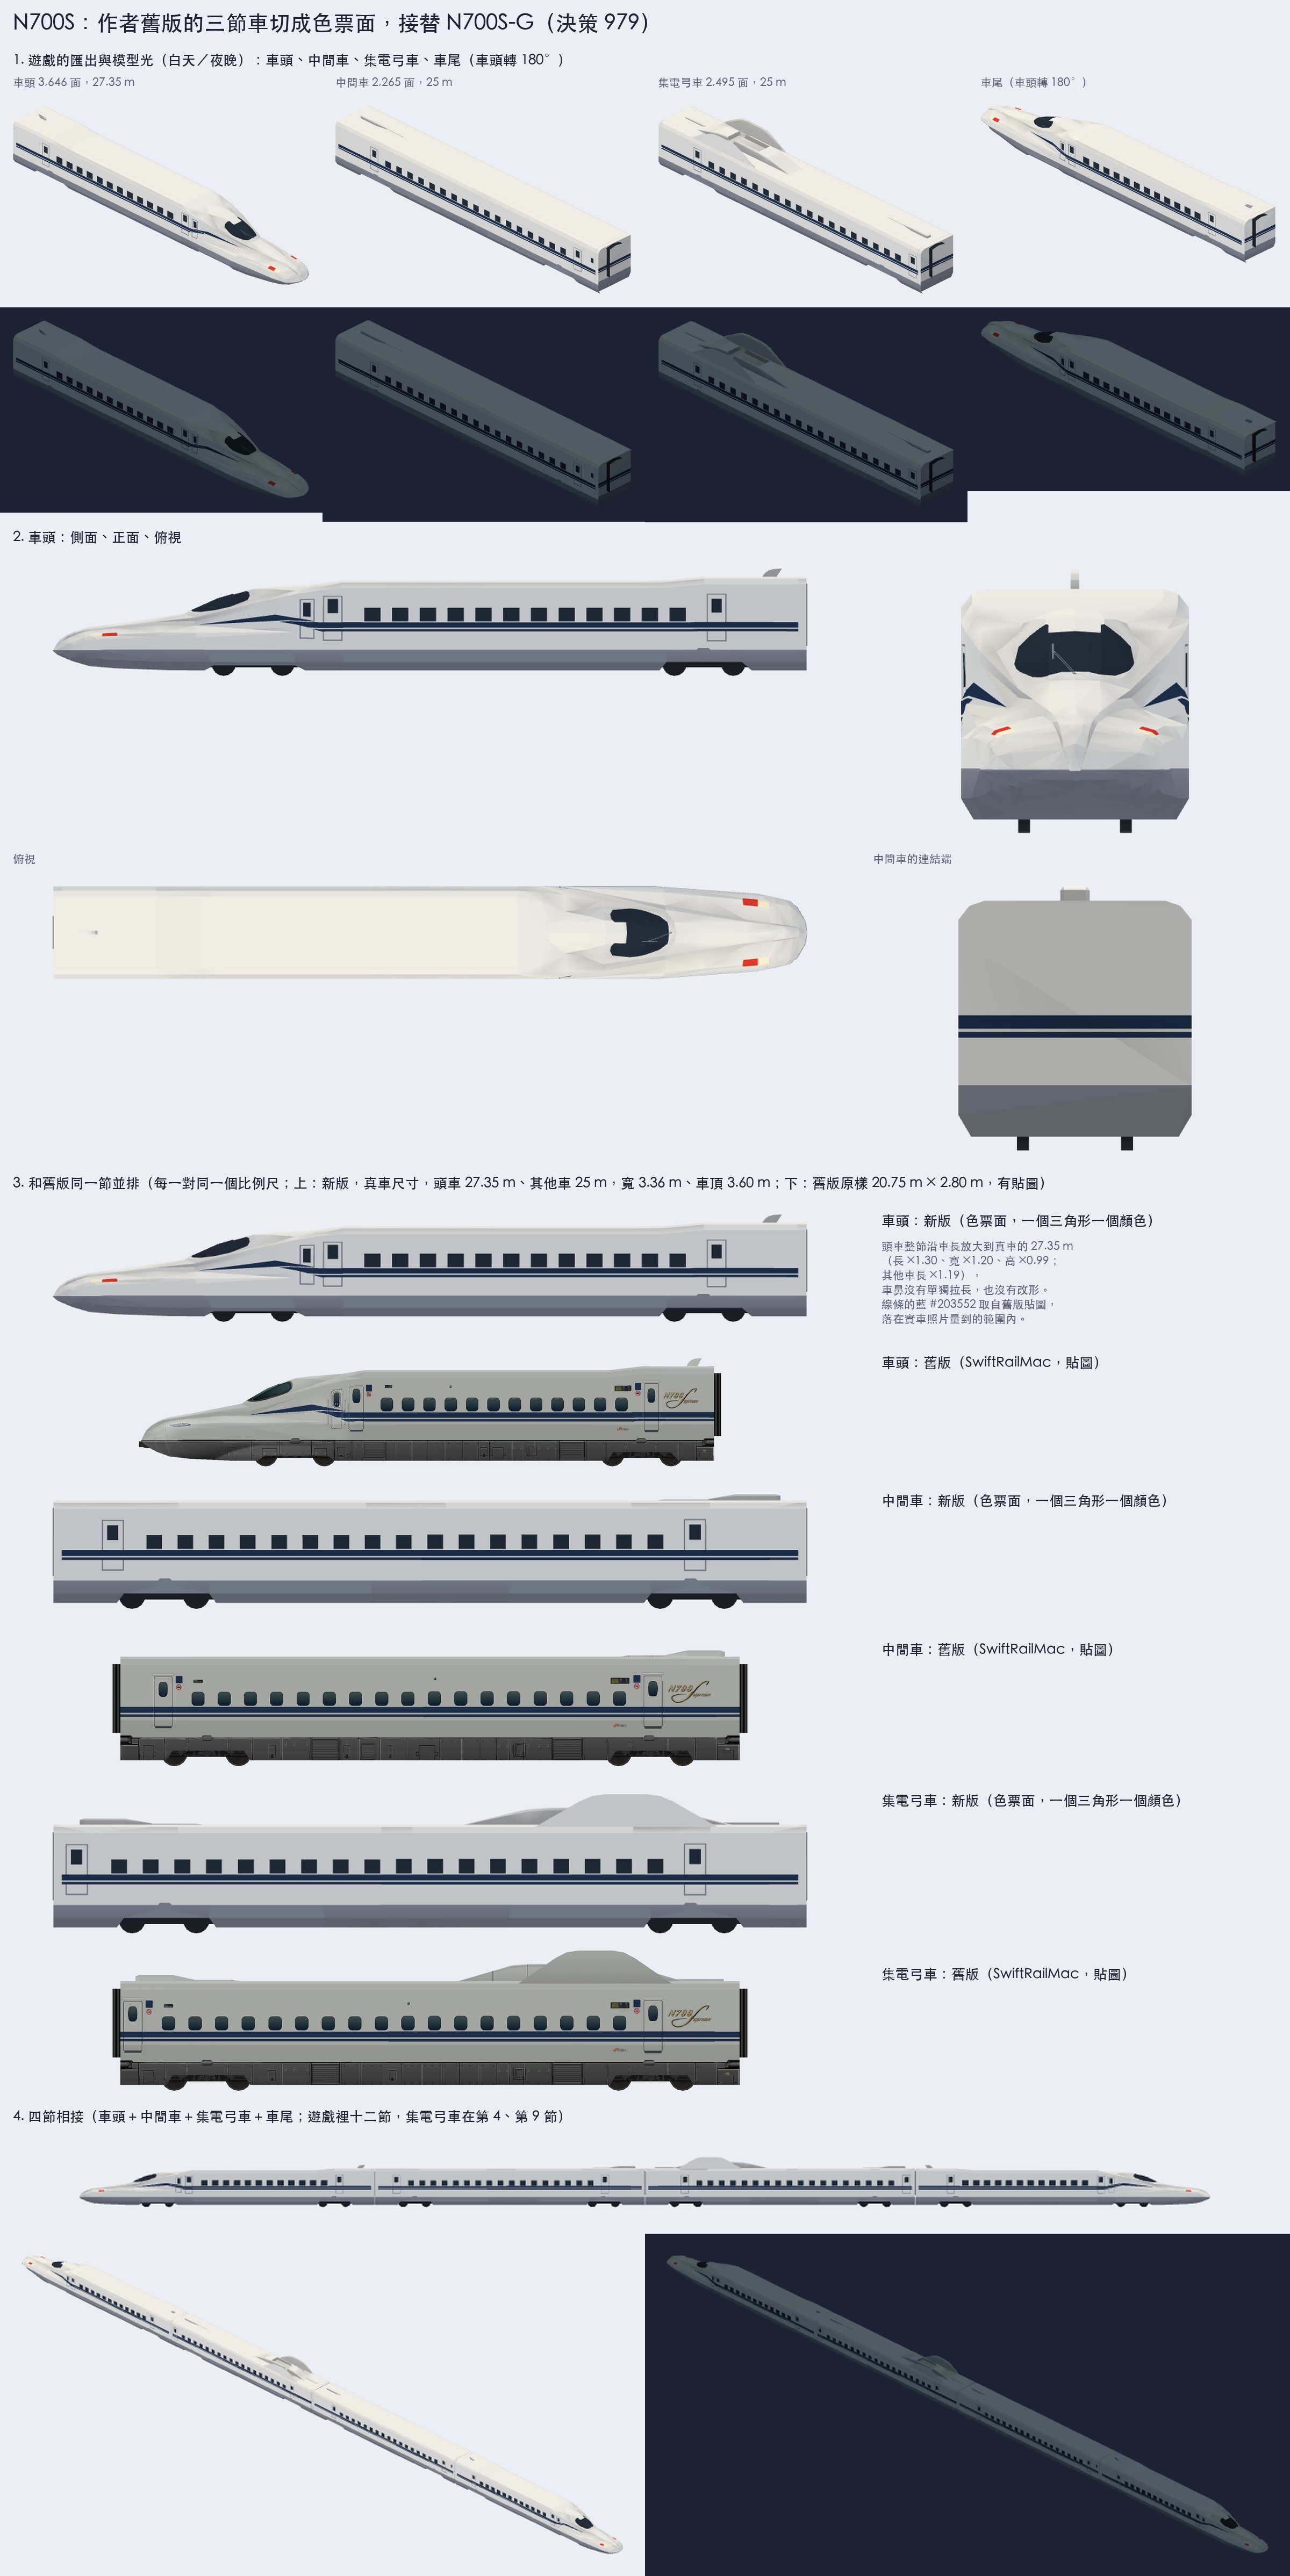 N700S：作者舊版的三節車切成色票面，接替 N700S-G（決策 979）
1. 遊戲的匯出與模型光（白天／夜晚）：車頭、中間車、集電弓車、車尾（車頭轉 180°）
車頭 3,646 面，27.35 m
中間車 2,265 面，25 m
集電弓車 2,495 面，25 m
車尾（車頭轉 180°）
2. 車頭：側面、正面、俯視
俯視
中間車的連結端
3. 和舊版同一節並排（每一對同一個比例尺；上：新版，真車尺寸，頭車 27.35 m、其他車 25 m，寬 3.36 m、車頂 3.60 m；下：舊版原樣 20.75 m × 2.80 m，有貼圖）
車頭：新版（色票面，一個三角形一個顏色）
頭車整節沿車長放大到真車的 27.35 m
（長 ×1.30、寬 ×1.20、高 ×0.99；
其他車長 ×1.19），
車鼻沒有單獨拉長，也沒有改形。
線條的藍 #203552 取自舊版貼圖，
落在實車照片量到的範圍內。
車頭：舊版（SwiftRailMac，貼圖）
N700S
中間車：新版（色票面，一個三角形一個顏色）
中間車：舊版（SwiftRailMac，貼圖）
N700S
集電弓車：新版（色票面，一個三角形一個顏色）
集電弓車：舊版（SwiftRailMac，貼圖）
N700S
4. 四節相接（車頭＋中間車＋集電弓車＋車尾；遊戲裡十二節，集電弓車在第 4、第 9 節）